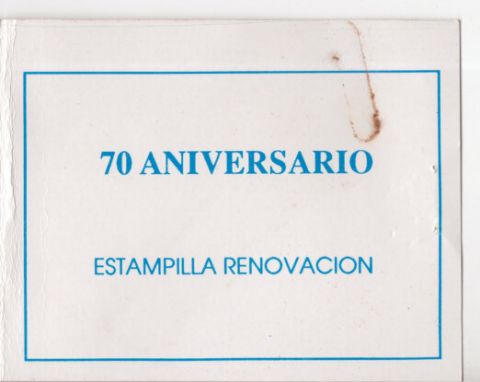 70 ANIVERSARIO
ESTAMPILLA RENOVACION